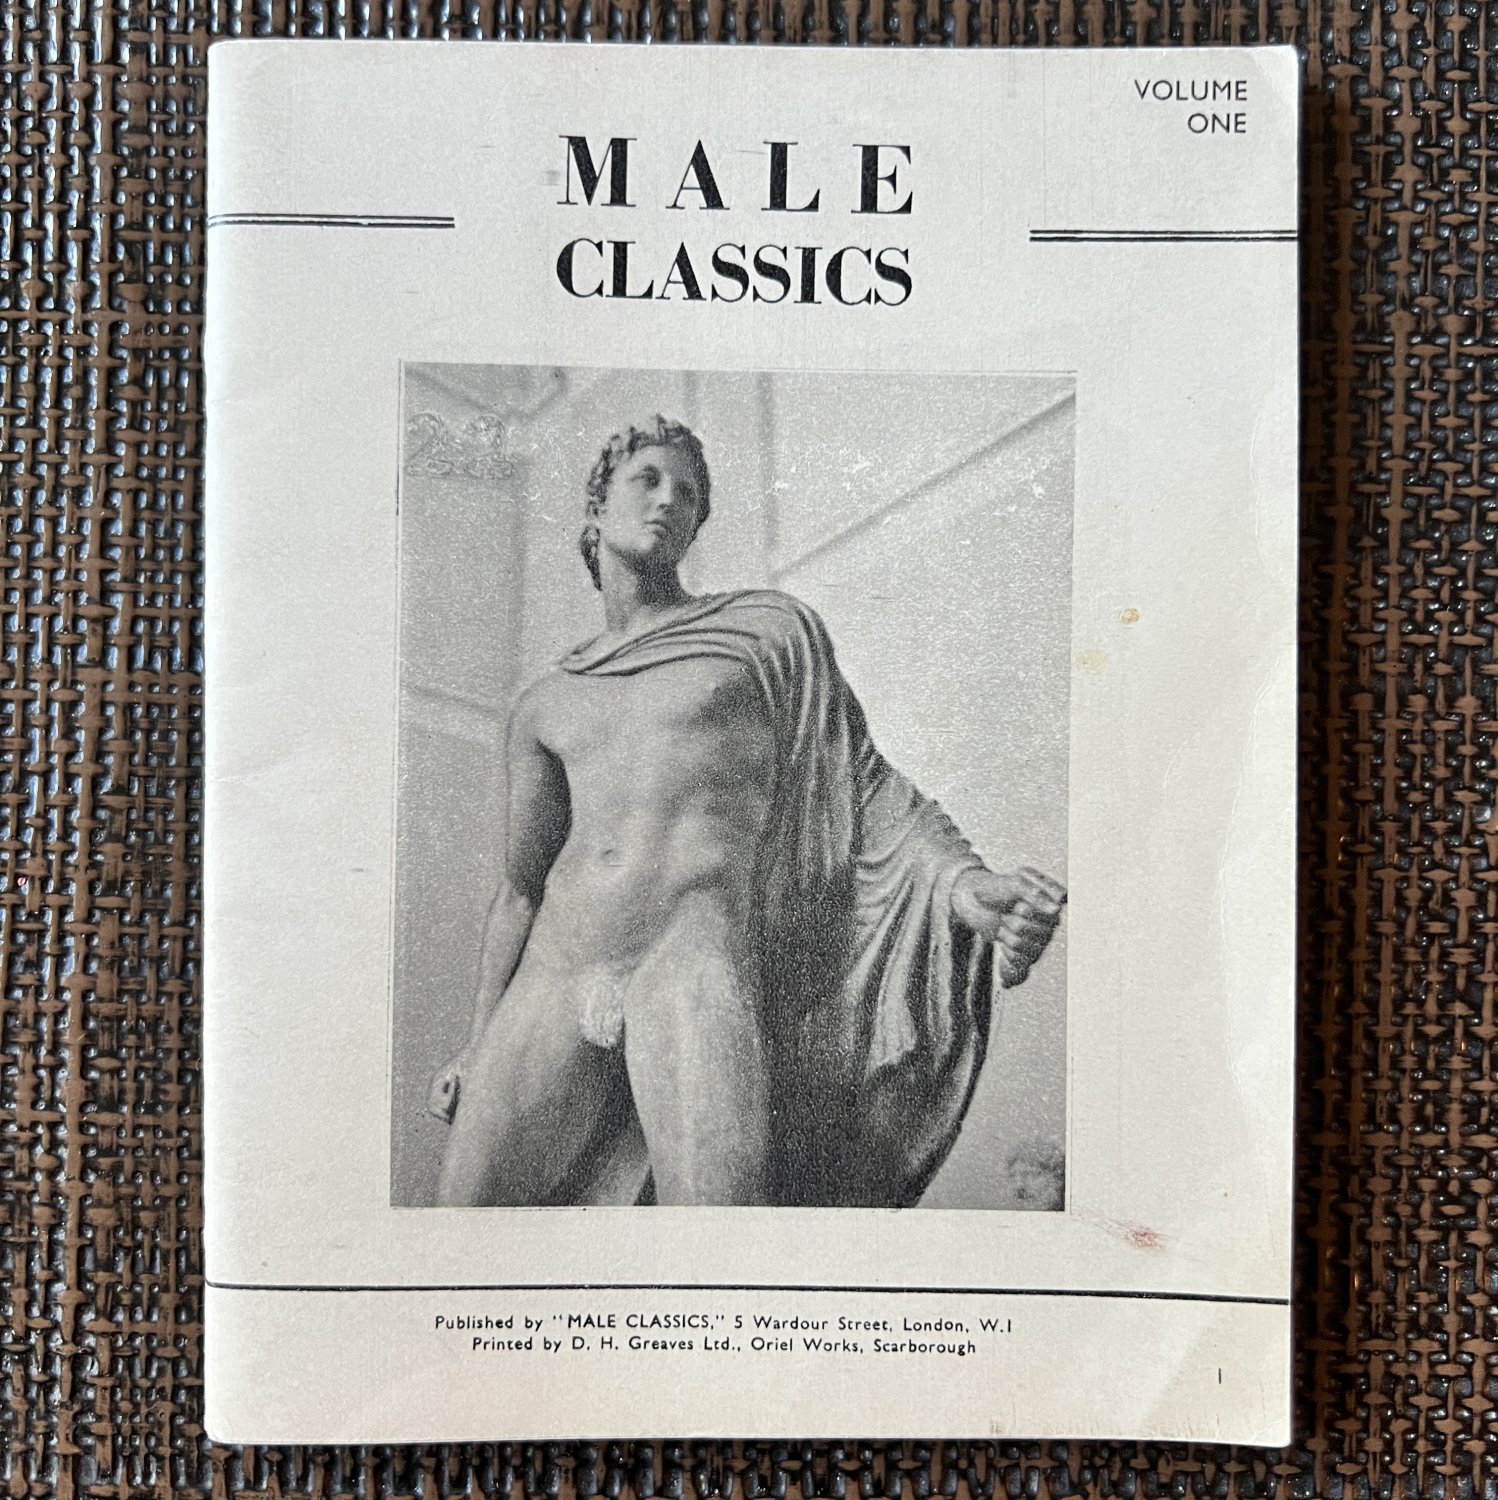 VOLUME
ONE
MALE
CLASSICS
Published by "MALE CLASSICS," 5 Wardour Street, London, W.1
Printed by D. H. Greaves Ltd., Oriel Works, Scarborough
1